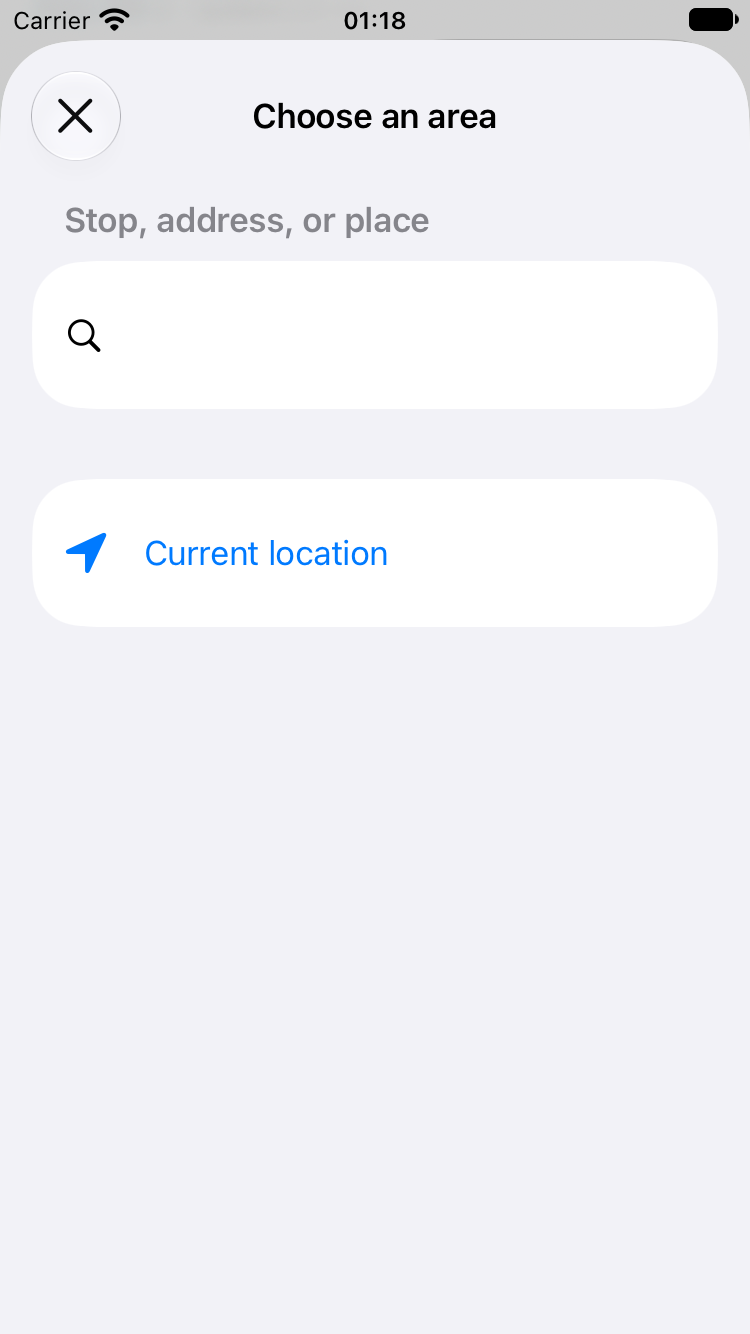 Carrier 01:18
Choose an area
Stop, address, or place
Current location